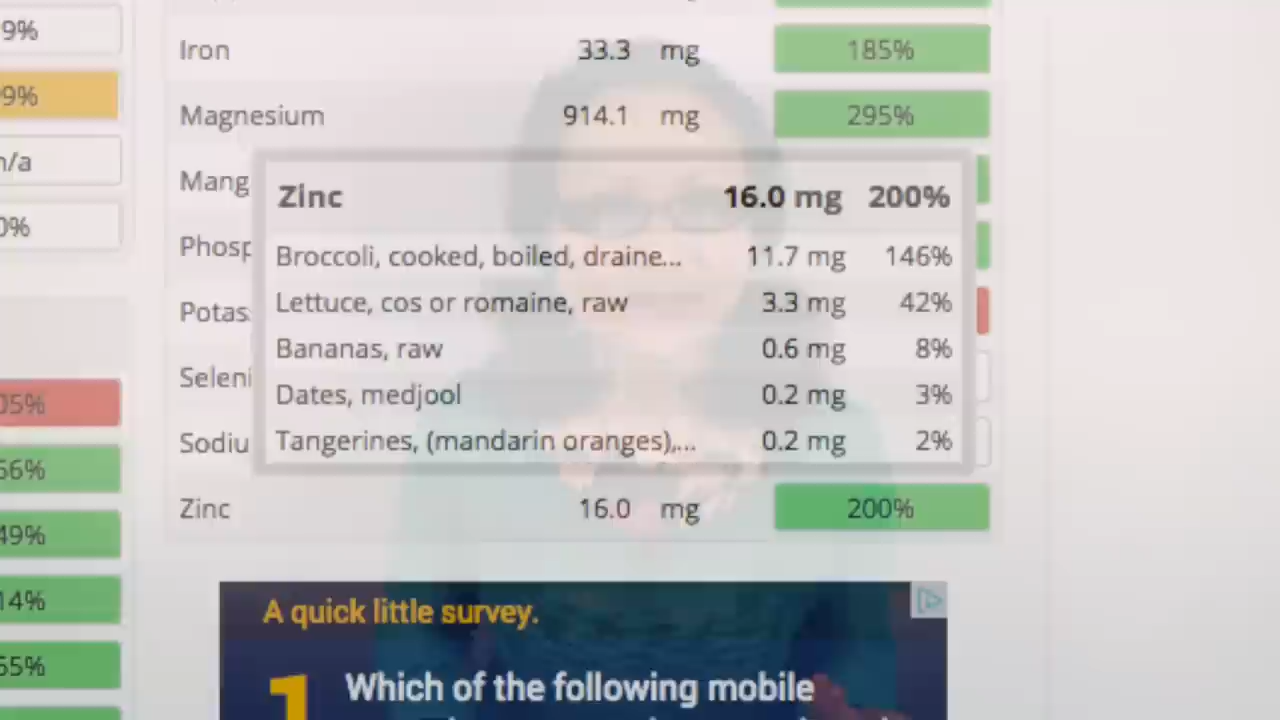 9%
9%
n/a
0%
05%
56%
49%
14%
55%
Iron 33.3 mg 185%
Magnesium 914.1 mg 295%
Mang
Phosp
Potas
Seleni
Sodiu
Zinc 16.0 mg 200%
Broccoli, cooked, boiled, draine... 11.7 mg 146%
Lettuce, cos or romaine, raw 3.3 mg 42%
Bananas, raw 0.6 mg 8%
Dates, medjool 0.2 mg 3%
Tangerines, (mandarin oranges),... 0.2 mg 2%
Zinc 16.0 mg 200%
A quick little survey.
1 Which of the following mobile